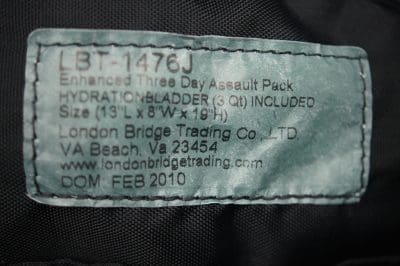 LBT-1476J
Enhanced Three Day Assault Pack
HYDRATIONBLADDER (3 Qt) INCLUDED
Size (13"L x 8"W x 19"H)
London Bridge Trading Co.,LTD.
VA Beach, Va 23454
www.londonbridgetrading.com
DOM: FEB 2010